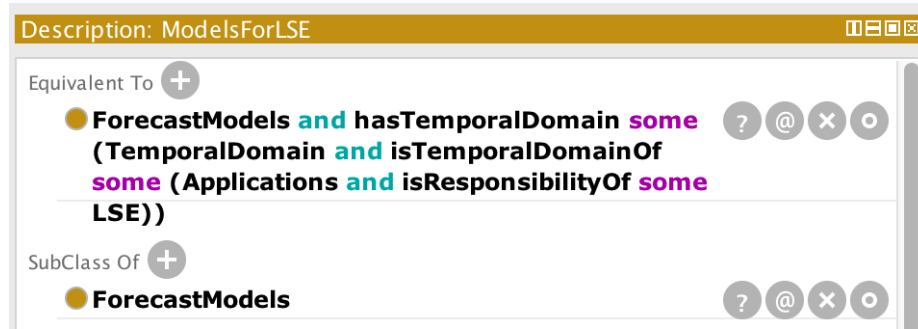 Description: ModelsForLSE
Equivalent To
ForecastModels and hasTemporalDomain some
(TemporalDomain and isTemporalDomainOf
some (Applications and isResponsibilityOf some
LSE))
SubClass Of
ForecastModels